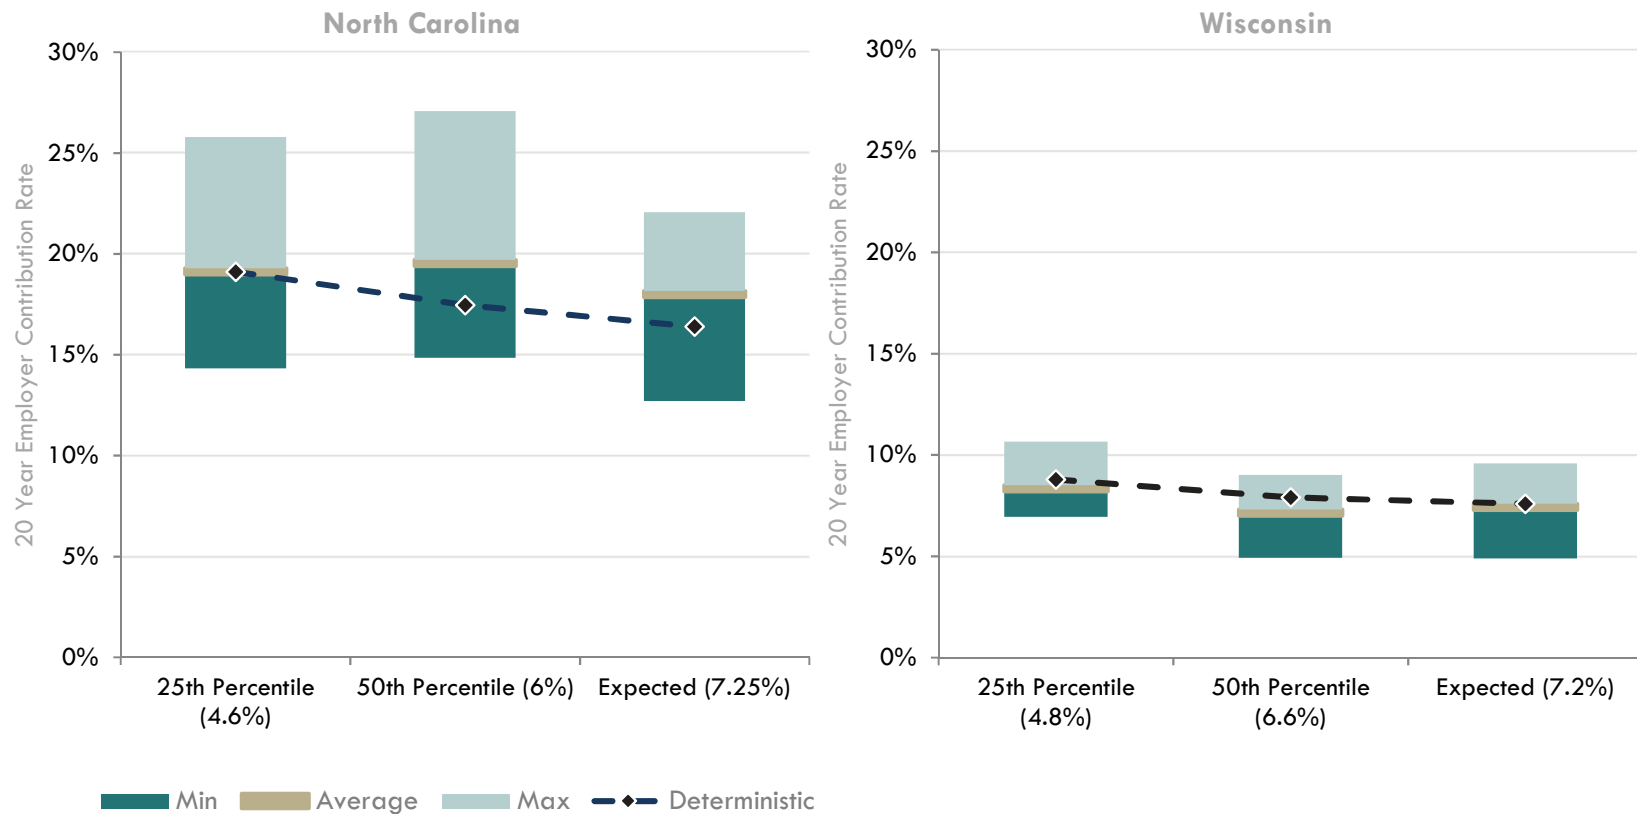 North Carolina
20 Year Employer Contribution Rate
30%
25%
20%
15%
10%
5%
0%
25th Percentile
(4.6%)
50th Percentile (6%)
Expected (7.25%)
Wisconsin
20 Year Employer Contribution Rate
30%
25%
20%
15%
10%
5%
0%
25th Percentile
(4.8%)
50th Percentile
(6.6%)
Expected (7.2%)
Min
Average
Max
Deterministic